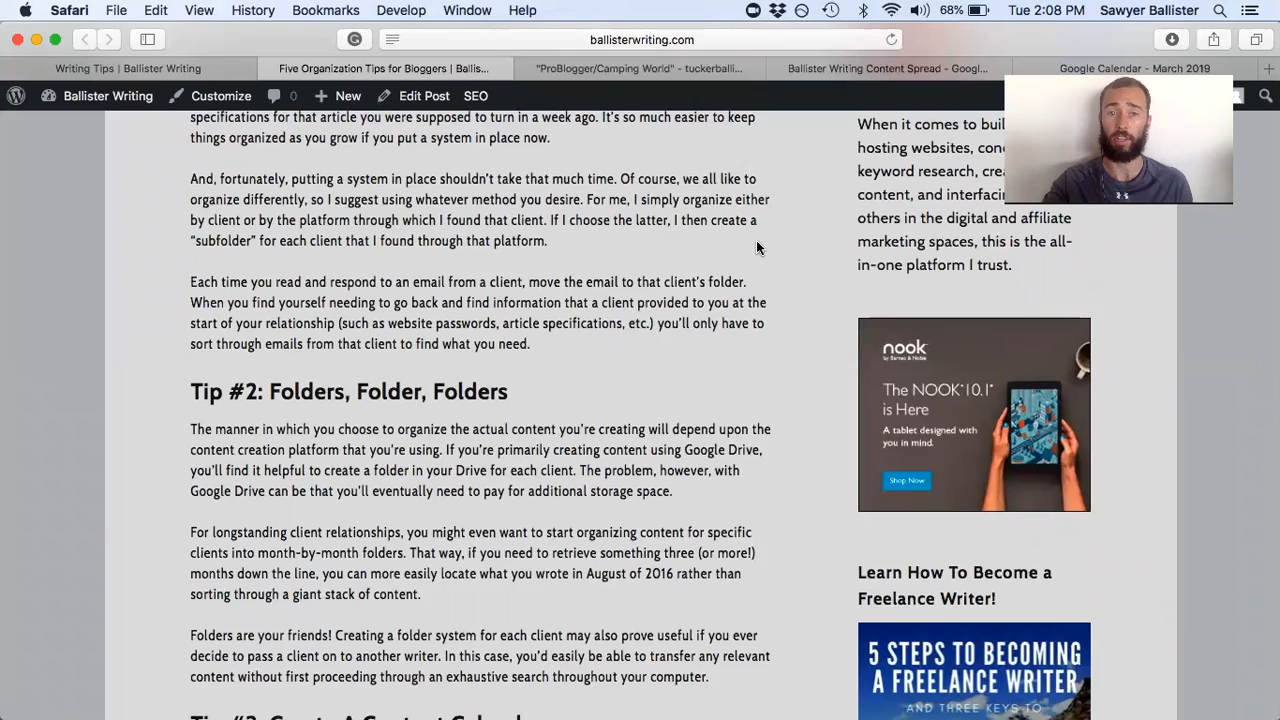 Safari File Edit View History Bookmarks Develop Window Help 68% Tue 2:08 PM Sawyer Ballister
ballisterwriting.com
Writing Tips | Ballister Writing
Five Organization Tips for Bloggers | Ballis...
"ProBlogger/Camping World" - tuckerballi...
Ballister Writing Content Spread - Googl...
Google Calendar - March 2019
Ballister Writing Customize 0 New Edit Post SEO
specifications for that article you were supposed to turn in a week ago. It's so much easier to keep
things organized as you grow if you put a system in place now.
And, fortunately, putting a system in place shouldn't take that much time. Of course, we all like to
organize differently, so I suggest using whatever method you desire. For me, I simply organize either
by client or by the platform through which I found that client. If I choose the latter, I then create a
"subfolder" for each client that I found through that platform.
Each time you read and respond to an email from a client, move the email to that client's folder.
When you find yourself needing to go back and find information that a client provided to you at the
start of your relationship (such as website passwords, article specifications, etc.) you'll only have to
sort through emails from that client to find what you need.
Tip #2: Folders, Folder, Folders
The manner in which you choose to organize the actual content you're creating will depend upon the
content creation platform that you're using. If you're primarily creating content using Google Drive,
you'll find it helpful to create a folder in your Drive for each client. The problem, however, with
Google Drive can be that you'll eventually need to pay for additional storage space.
For longstanding client relationships, you might even want to start organizing content for specific
clients into month-by-month folders. That way, if you need to retrieve something three (or more!)
months down the line, you can more easily locate what you wrote in August of 2016 rather than
sorting through a giant stack of content.
Folders are your friends! Creating a folder system for each client may also prove useful if you ever
decide to pass a client on to another writer. In this case, you'd easily be able to transfer any relevant
content without first proceeding through an exhaustive search throughout your computer.
When it comes to buil
hosting websites, con
keyword research, crea
content, and interfacin
others in the digital and affiliate
marketing spaces, this is the all-
in-one platform I trust.
nook
by Barnes & Noble
The NOOK 10.1"
is Here
A tablet designed with
you in mind.
Shop Now
Learn How To Become a
Freelance Writer!
5 STEPS TO BECOMING
A FREELANCE WRITER
AND THREE KEYS TO